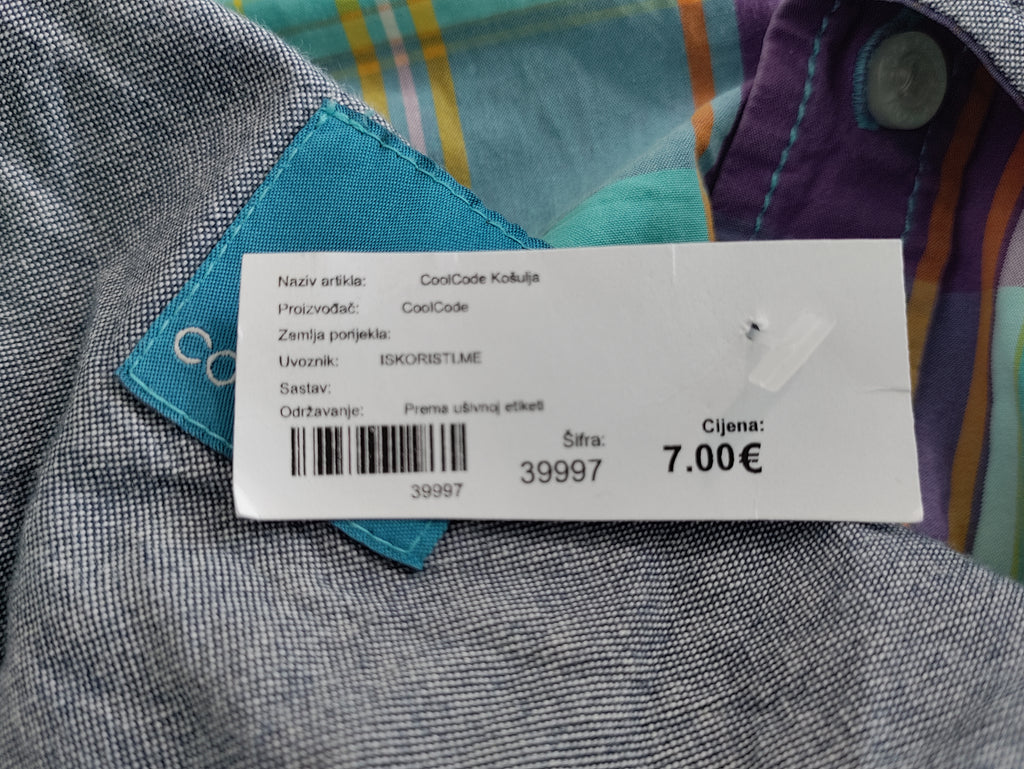 co
Naziv artikla: CoolCode Košulja
Proizvođač: CoolCode
Zemlja porijekla:
Uvoznik: ISKORISTI.ME
Sastav:
Održavanje: Prema ušivnoj etiketi
39997
Šifra:
39997
Cijena:
7.00€